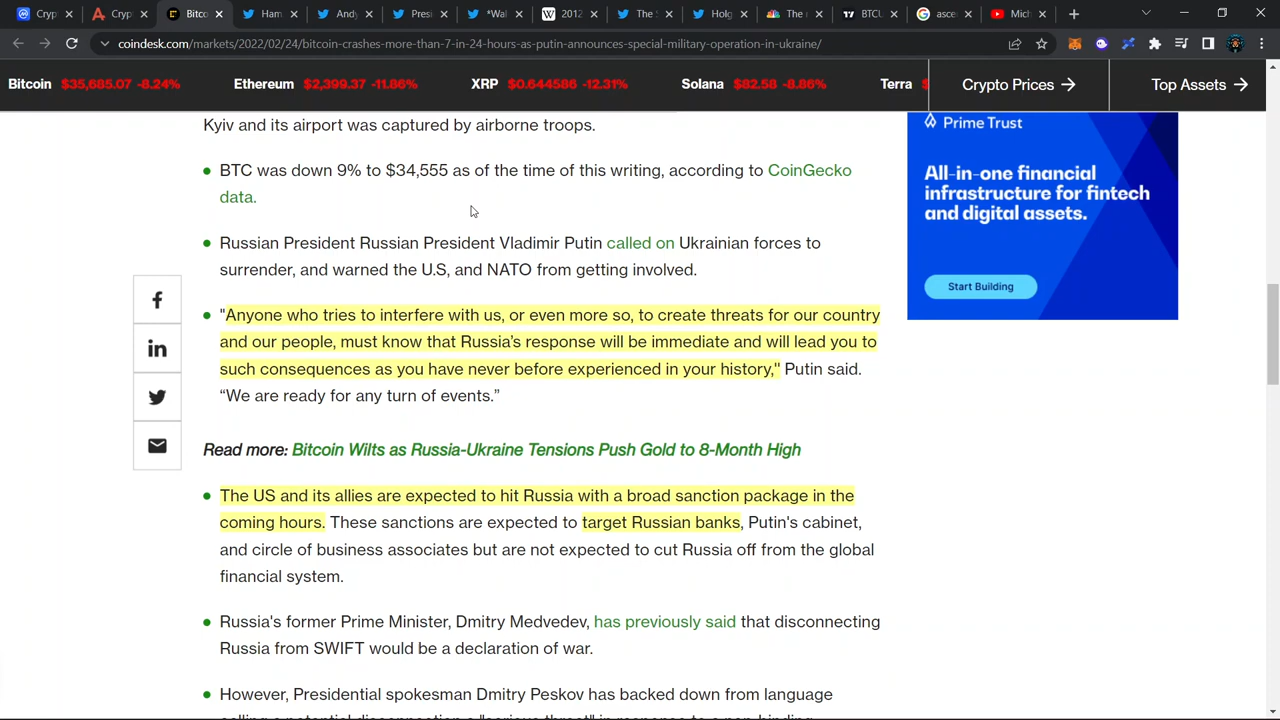 Cryp
Cryp
Bitco
Ham
Andy
Presi
*Wal
2012
The S
Holg
The r
BTCU
asce
Mich
coindesk.com/markets/2022/02/24/bitcoin-crashes-more-than-7-in-24-hours-as-putin-announces-special-military-operation-in-ukraine/
Bitcoin $35,685.07 -8.24% Ethereum $2,399.37 -11.86% XRP $0.644586 -12.31% Solana $82.58 -8.86% Terra Crypto Prices → Top Assets →
Kyiv and its airport was captured by airborne troops.
• BTC was down 9% to $34,555 as of the time of this writing, according to CoinGecko
data.
• Russian President Russian President Vladimir Putin called on Ukrainian forces to
surrender, and warned the U.S, and NATO from getting involved.
• "Anyone who tries to interfere with us, or even more so, to create threats for our country
and our people, must know that Russia’s response will be immediate and will lead you to
such consequences as you have never before experienced in your history," Putin said.
“We are ready for any turn of events.”
Read more: Bitcoin Wilts as Russia-Ukraine Tensions Push Gold to 8-Month High
• The US and its allies are expected to hit Russia with a broad sanction package in the
coming hours. These sanctions are expected to target Russian banks, Putin's cabinet,
and circle of business associates but are not expected to cut Russia off from the global
financial system.
• Russia's former Prime Minister, Dmitry Medvedev, has previously said that disconnecting
Russia from SWIFT would be a declaration of war.
• However, Presidential spokesman Dmitry Peskov has backed down from language
Prime Trust
All-in-one financial
infrastructure for fintech
and digital assets.
Start Building